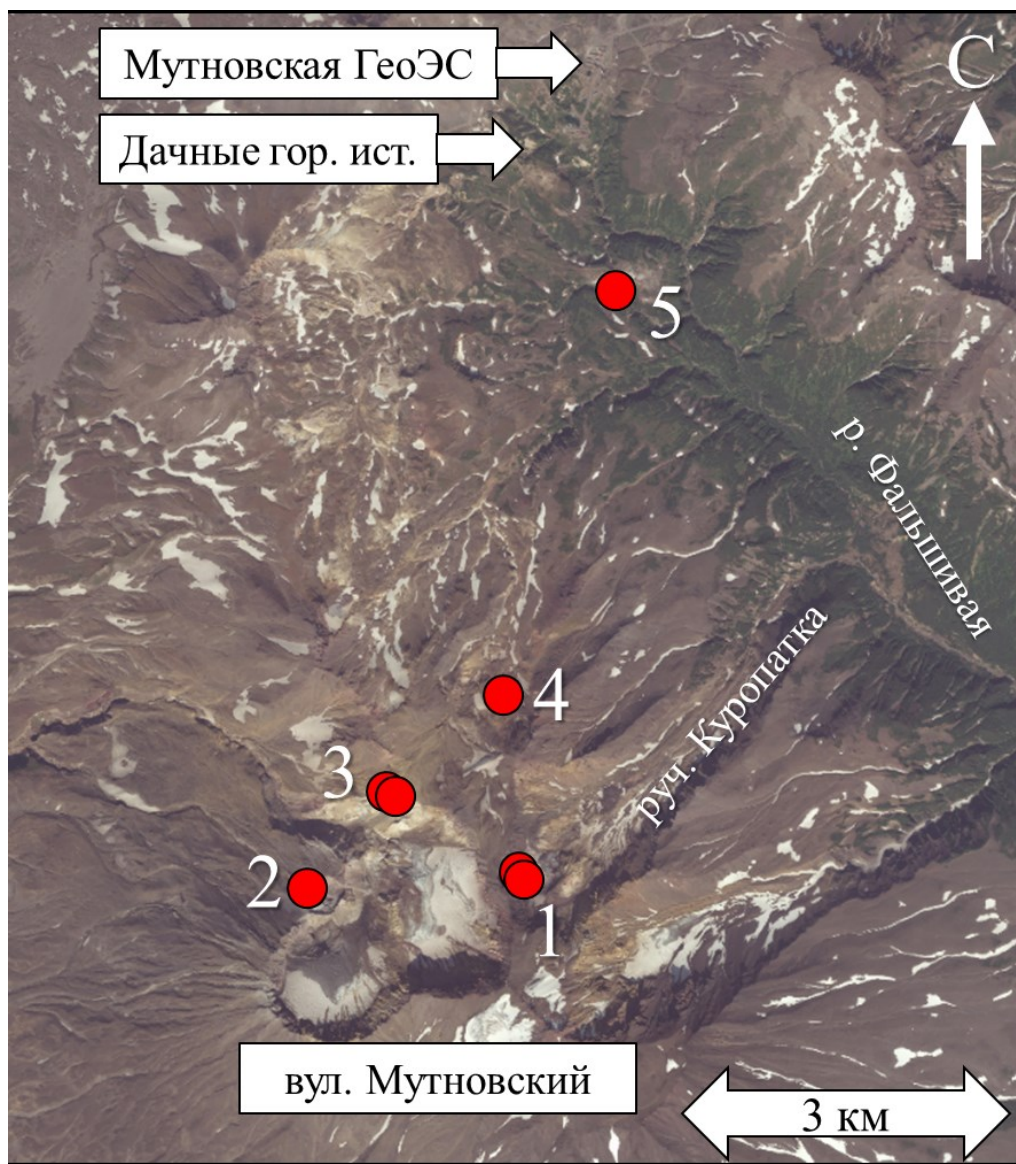 Мутновская ГеоЭС
С
Дачные гор. ист.
5
р. Фальшивая
4
руч. Куропатка
3
2
1
вул. Мутновский
3 км